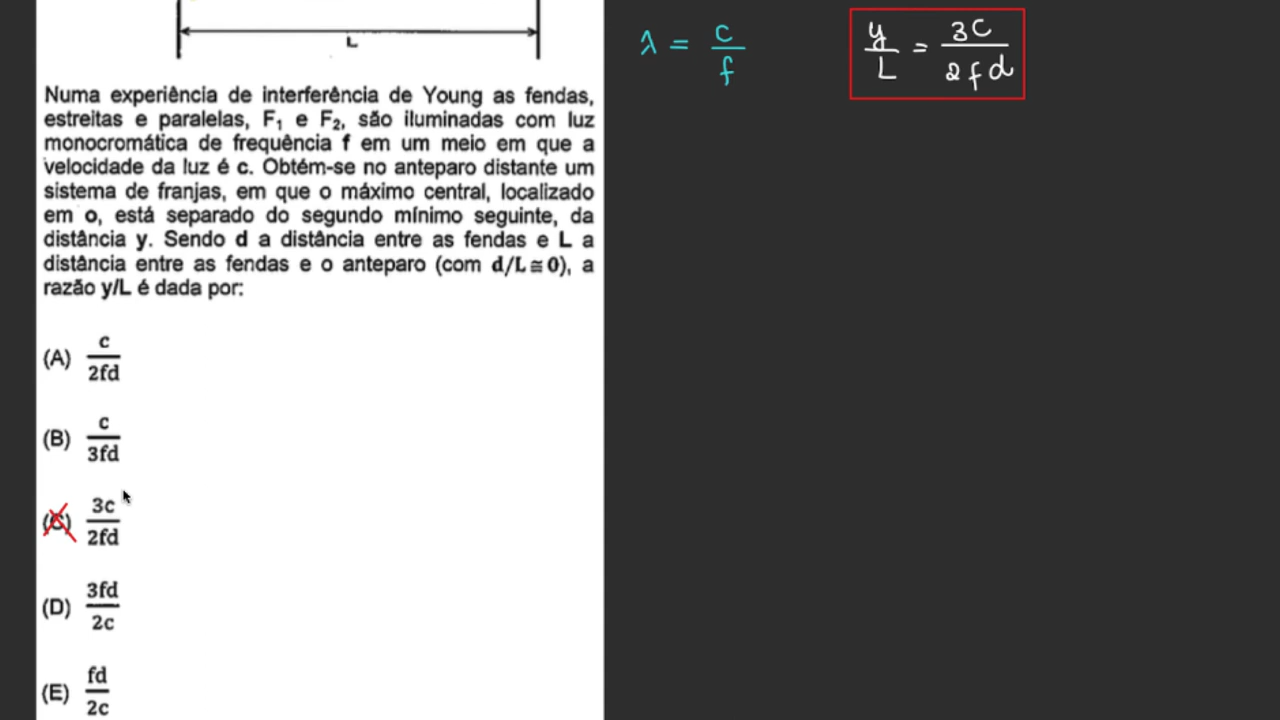 L
Numa experiência de interferência de Young as fendas,
estreitas e paralelas, F₁ e F₂, são iluminadas com luz
monocromática de frequência f em um meio em que a
velocidade da luz é c. Obtém-se no anteparo distante um
sistema de franjas, em que o máximo central, localizado
em o, está separado do segundo mínimo seguinte, da
distância y. Sendo d a distância entre as fendas e L a
distância entre as fendas e o anteparo (com d/L≅0), a
razão y/L é dada por:
(A) c/2fd
(B) c/3fd
(C) 3c/2fd
(D) 3fd/2c
(E) fd/2c
λ = c/f
y/L = 3C/2fd